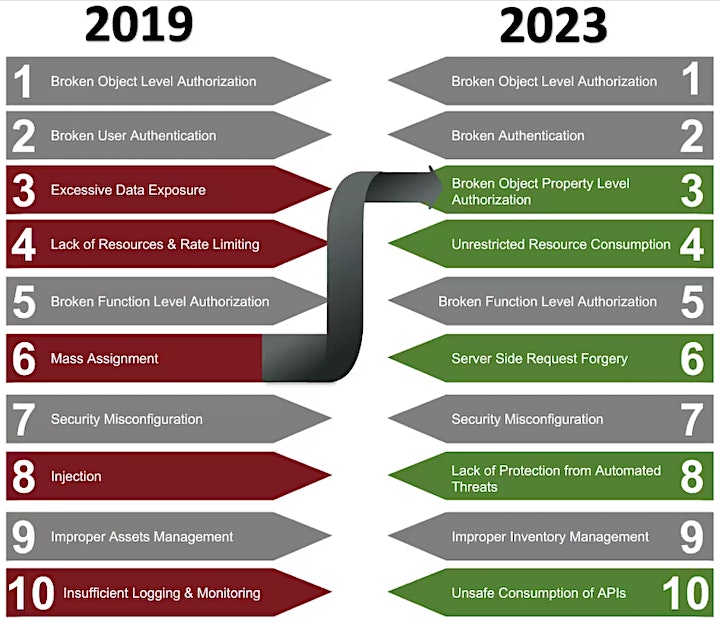 2019
2023
1 Broken Object Level Authorization
Broken Object Level Authorization 1
2 Broken User Authentication
Broken Authentication 2
3 Excessive Data Exposure
Broken Object Property Level
Authorization 3
4 Lack of Resources & Rate Limiting
Unrestricted Resource Consumption 4
5 Broken Function Level Authorization
Broken Function Level Authorization 5
6 Mass Assignment
Server Side Request Forgery 6
7 Security Misconfiguration
Security Misconfiguration 7
8 Injection
Lack of Protection from Automated
Threats 8
9 Improper Assets Management
Improper Inventory Management 9
10 Insufficient Logging & Monitoring
Unsafe Consumption of APIs 10